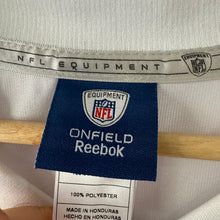 NFL EQUIPMENT
EQUIPMENT
NFL
ONFIELD
Reebok
100% POLYESTER
MADE IN HONDURAS
HECHO EN HONDURAS